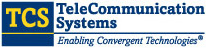 TCS TeleCommunication
Systems
Enabling Convergent Technologies®